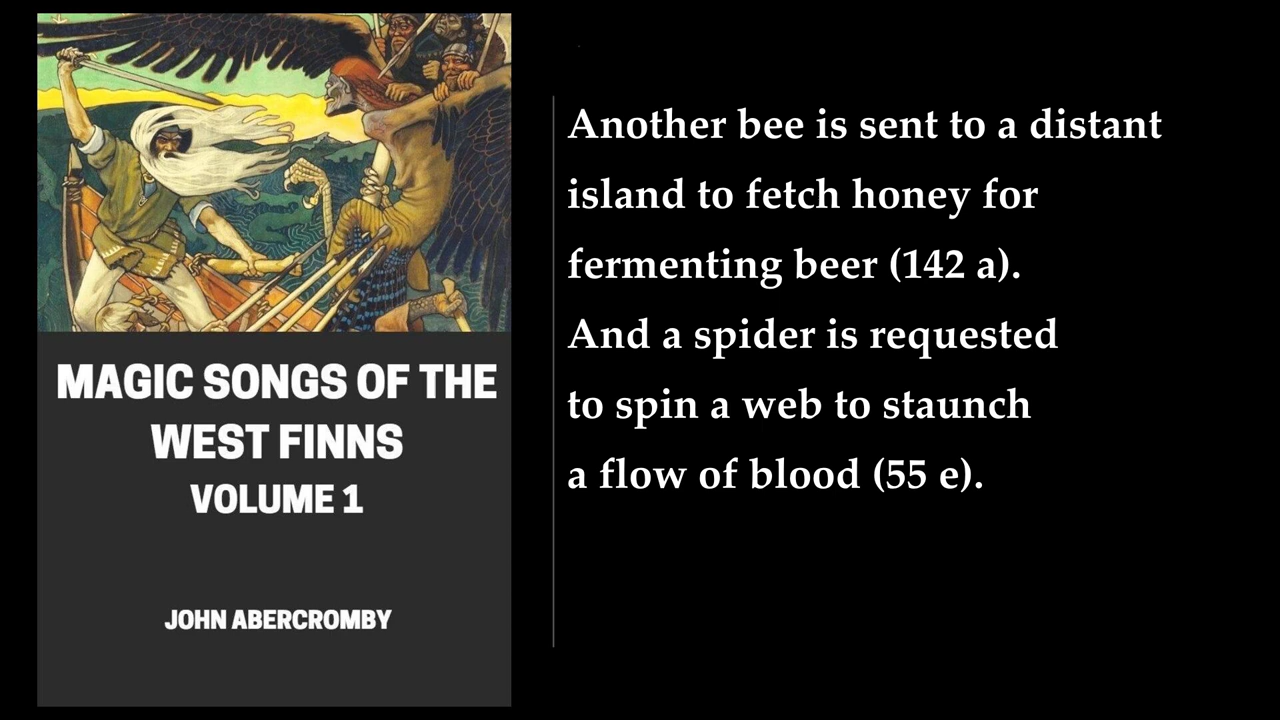 MAGIC SONGS OF THE
WEST FINNS
VOLUME 1
JOHN ABERCROMBY
Another bee is sent to a distant
island to fetch honey for
fermenting beer (142 a).
And a spider is requested
to spin a web to staunch
a flow of blood (55 e).